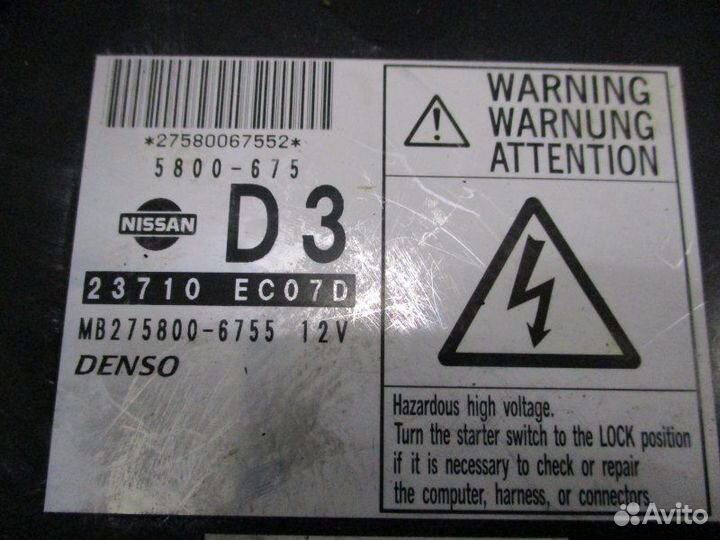 *27580067552*
5800-675
NISSAN
D3
23710 EC07D
MB275800-6755 12V
DENSO
WARNING
WARNUNG
ATTENTION
Hazardous high voltage.
Turn the starter switch to the LOCK position
if it is necessary to check or repair
the computer, harness, or connectors.
Avito